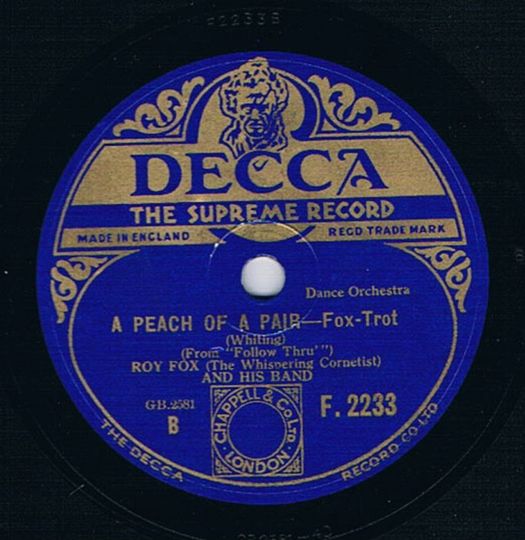 F2233B
DECCA
THE SUPREME RECORD
MADE IN ENGLAND
REGD TRADE MARK
Dance Orchestra
A PEACH OF A PAIR—Fox-Trot
(Whiting)
(From "Follow Thru'")
ROY FOX (The Whispering Cornetist)
AND HIS BAND
GB.2581
B
F. 2233
CHAPPELL & CO LTD.
LONDON
THE DECCA RECORD CO LTD